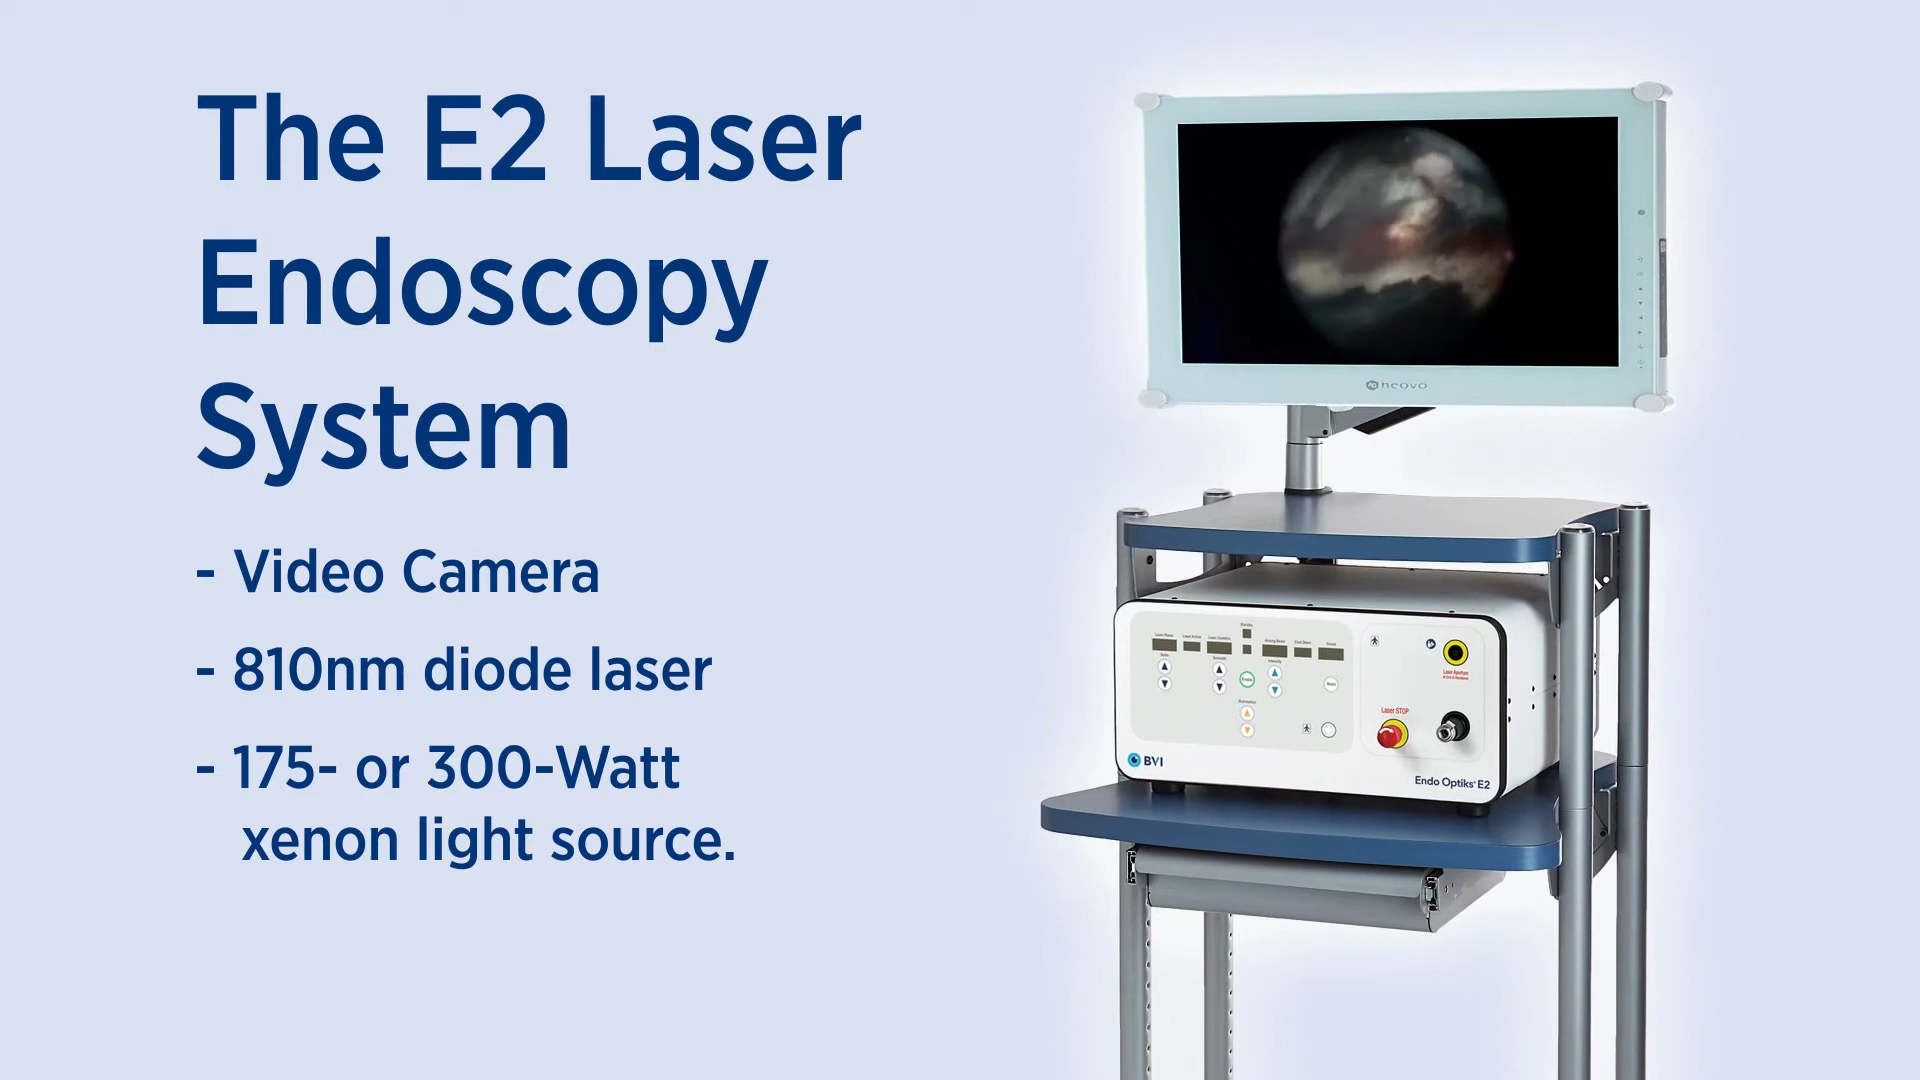 The E2 Laser
Endoscopy
System
- Video Camera
- 810nm diode laser
- 175- or 300-Watt
xenon light source.
neovo
Laser STOP
BVI
Endo Optiks® E2